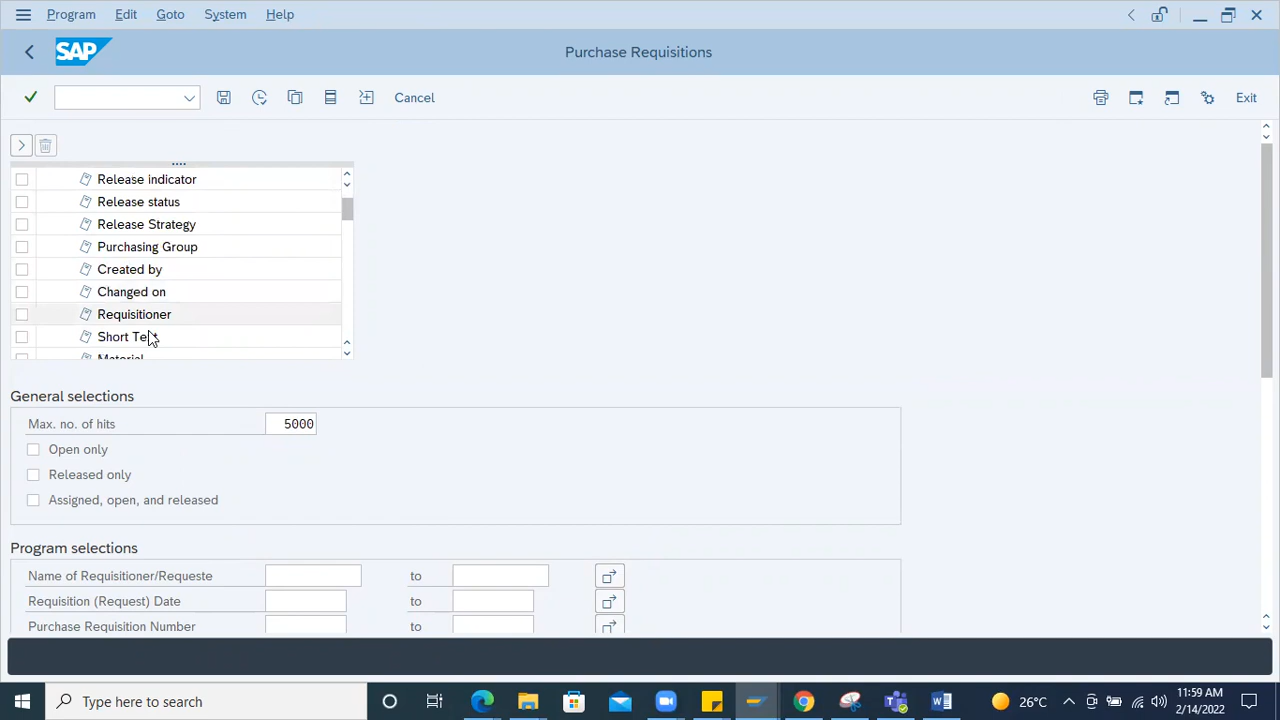 Program Edit Goto System Help
SAP Purchase Requisitions
Cancel Exit
Release indicator
Release status
Release Strategy
Purchasing Group
Created by
Changed on
Requisitioner
Short Text
Material
General selections
Max. no. of hits 5000
Open only
Released only
Assigned, open, and released
Program selections
Name of Requisitioner/Requeste to
Requisition (Request) Date to
Purchase Requisition Number to
Type here to search 26°C 11:59 AM
2/14/2022